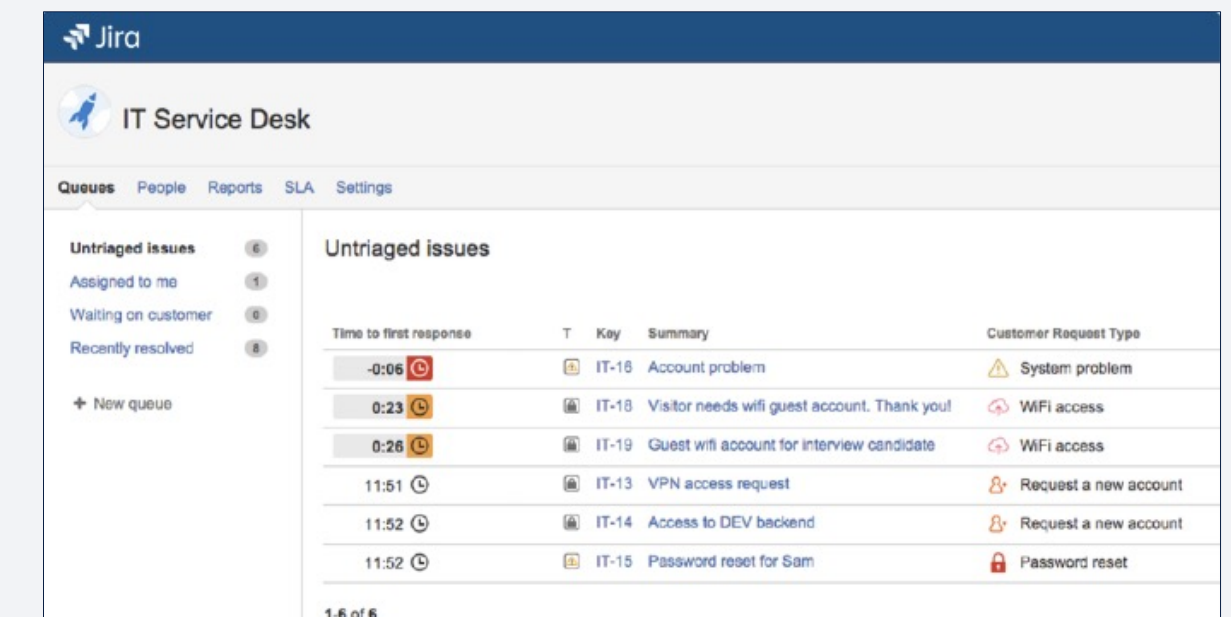 Jira
IT Service Desk
Queues People Reports SLA Settings
Untriaged issues 6
Assigned to me 1
Waiting on customer 0
Recently resolved 8
+ New queue
Untriaged issues
Time to first response T Key Summary Customer Request Type
-0:06 IT-16 Account problem System problem
0:23 IT-18 Visitor needs wifi guest account. Thank you! WiFi access
0:26 IT-19 Guest wifi account for interview candidate WiFi access
11:51 IT-13 VPN access request Request a new account
11:52 IT-14 Access to DEV backend Request a new account
11:52 IT-15 Password reset for Sam Password reset
1-6 of 6